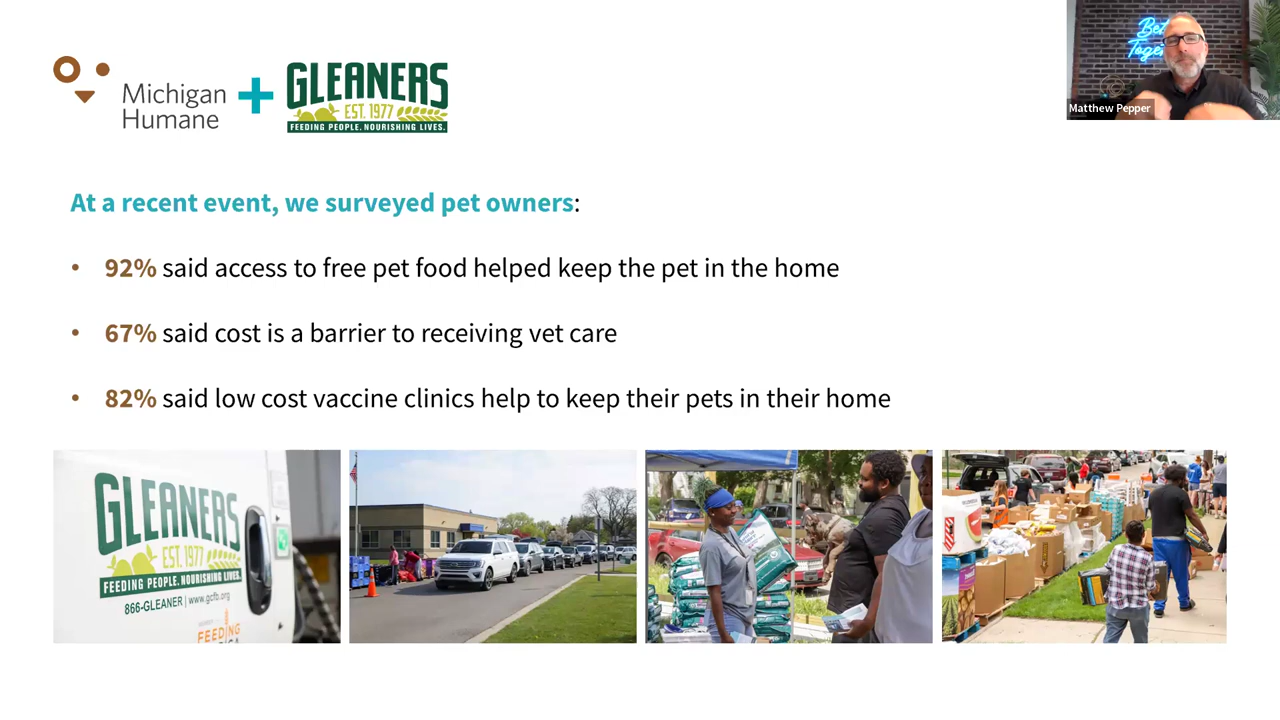 Michigan
Humane
GLEANERS
EST. 1977
FEEDING PEOPLE. NOURISHING LIVES.
Matthew Pepper
At a recent event, we surveyed pet owners:
• 92% said access to free pet food helped keep the pet in the home
• 67% said cost is a barrier to receiving vet care
• 82% said low cost vaccine clinics help to keep their pets in their home
GLEANERS
EST. 1977
FEEDING PEOPLE. NOURISHING LIVES.
866-GLEANER | www.gcfb.org
FEEDING